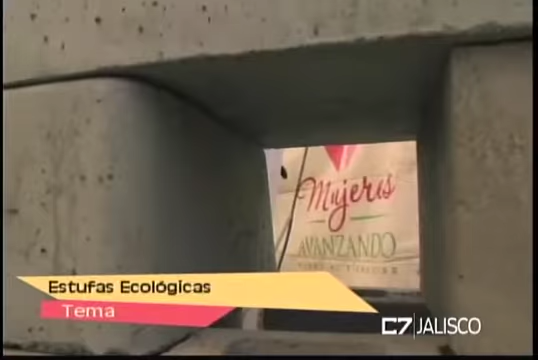 Mujeres
AVANZANDO
Estufas Ecológicas
Tema
C7 JALISCO